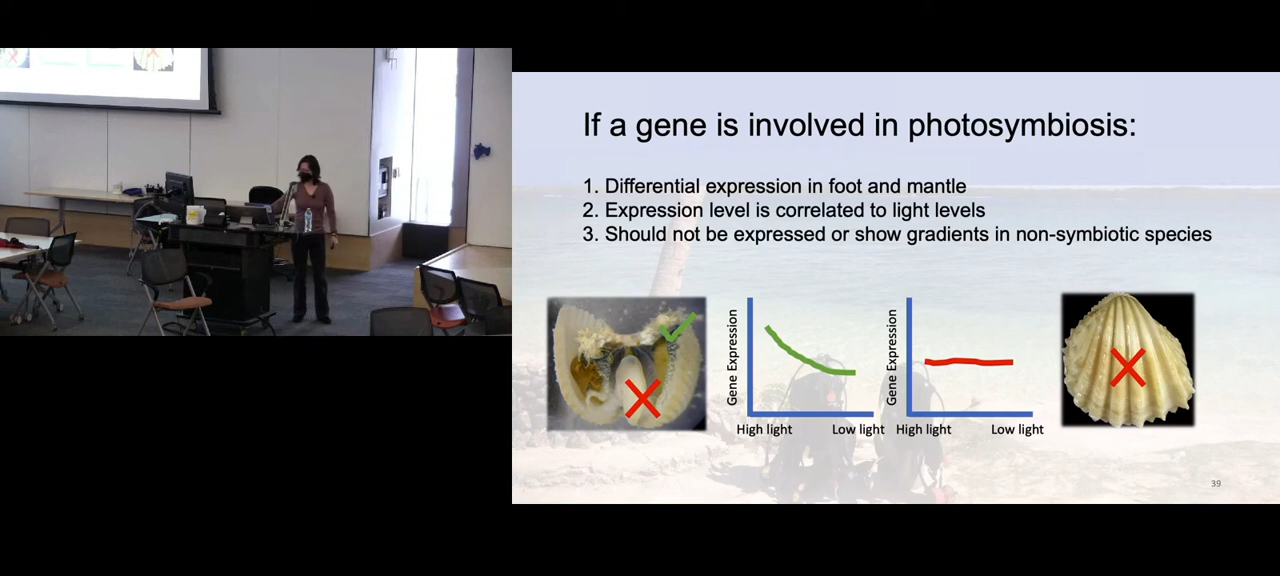 If a gene is involved in photosymbiosis:
1. Differential expression in foot and mantle
2. Expression level is correlated to light levels
3. Should not be expressed or show gradients in non-symbiotic species
Gene Expression
High light
Low light
Gene Expression
High light
Low light
39